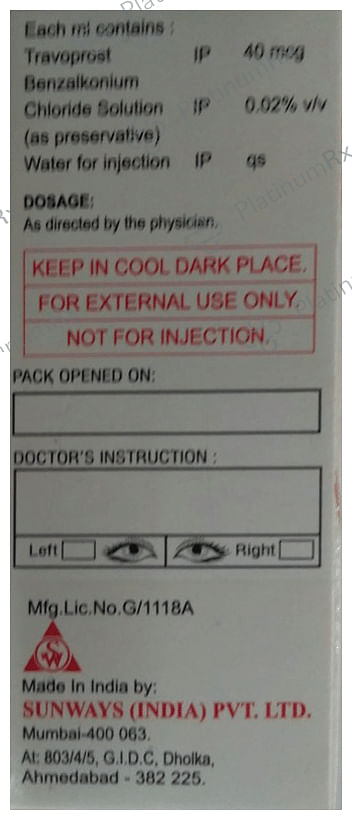 Each ml contains :
Travoprost IP 40 mcg
Benzalkonium
Chloride Solution IP 0.02% v/v
(as preservative)
Water for injection IP qs
DOSAGE:
As directed by the physician.
KEEP IN COOL DARK PLACE.
FOR EXTERNAL USE ONLY.
NOT FOR INJECTION.
PACK OPENED ON:
DOCTOR'S INSTRUCTION :
Left Right
Mfg.Lic.No.G/1118A
SW
Made In India by:
SUNWAYS (INDIA) PVT. LTD.
Mumbai-400 063.
At: 803/4/5, G.I.D.C, Dholka,
Ahmedabad - 382 225.
PlatinumRx